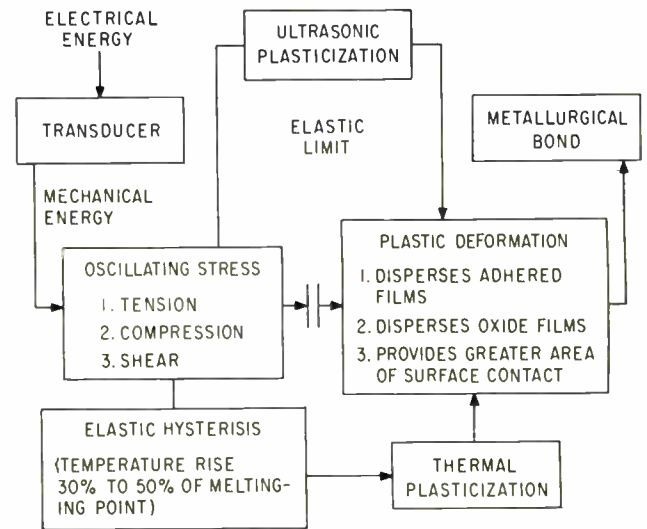 ELECTRICAL
ENERGY
TRANSDUCER
MECHANICAL
ENERGY
ULTRASONIC
PLASTICIZATION
ELASTIC
LIMIT
METALLURGICAL
BOND
OSCILLATING STRESS
1. TENSION
2. COMPRESSION
3. SHEAR
PLASTIC DEFORMATION
1. DISPERSES ADHERED
FILMS
2. DISPERSES OXIDE FILMS
3. PROVIDES GREATER AREA
OF SURFACE CONTACT
ELASTIC HYSTERISIS
(TEMPERATURE RISE
30% TO 50% OF MELTING-
ING POINT)
THERMAL
PLASTICIZATION